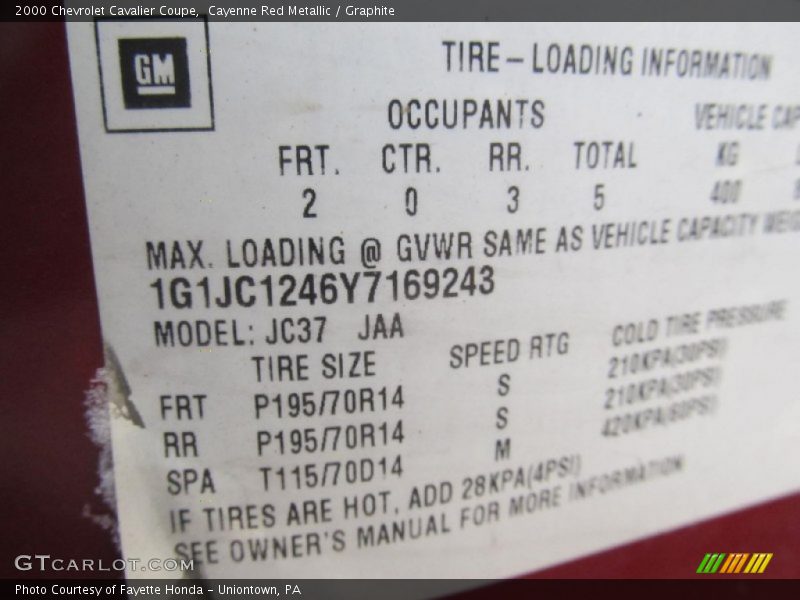 2000 Chevrolet Cavalier Coupe, Cayenne Red Metallic / Graphite
GM
TIRE-LOADING INFORMATION
OCCUPANTS VEHICLE CAP
FRT. CTR. RR. TOTAL KG
2 0 3 5 400
MAX. LOADING @ GVWR SAME AS VEHICLE CAPACITY WEIG
1G1JC1246Y7169243
MODEL: JC37 JAA
TIRE SIZE SPEED RTG COLD TIRE PRESSURE
FRT P195/70R14 S 210KPA(30PSI)
RR P195/70R14 S 210KPA(30PSI)
SPA T115/70D14 M 420KPA(60PSI)
IF TIRES ARE HOT, ADD 28KPA(4PSI)
SEE OWNER'S MANUAL FOR MORE INFORMATION
GTcarlot.com
Photo Courtesy of Fayette Honda - Uniontown, PA